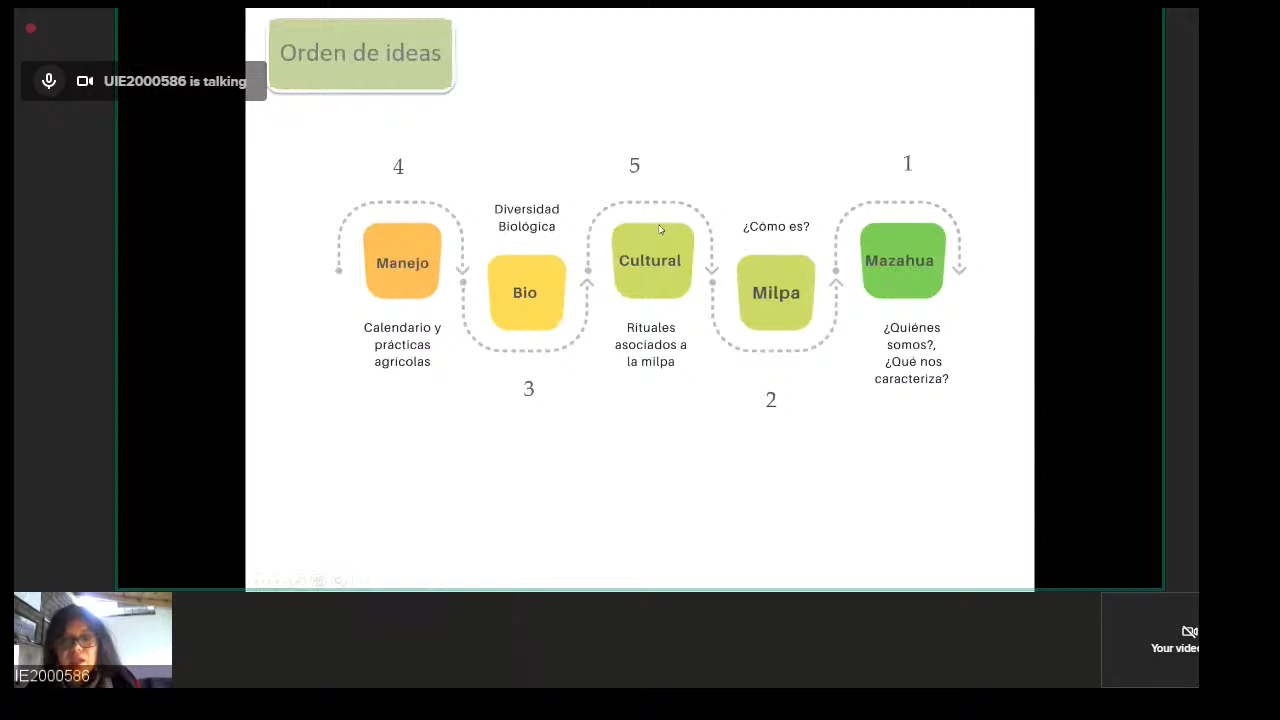 Orden de ideas
UIE2000586 is talking
4
5
1
Diversidad
Biológica
¿Cómo es?
Manejo
Bio
Cultural
Milpa
Mazahua
Calendario y
prácticas
agrícolas
Rituales
asociados a
la milpa
¿Quiénes
somos?,
¿Qué nos
caracteriza?
3
2
IE2000586
Your vide